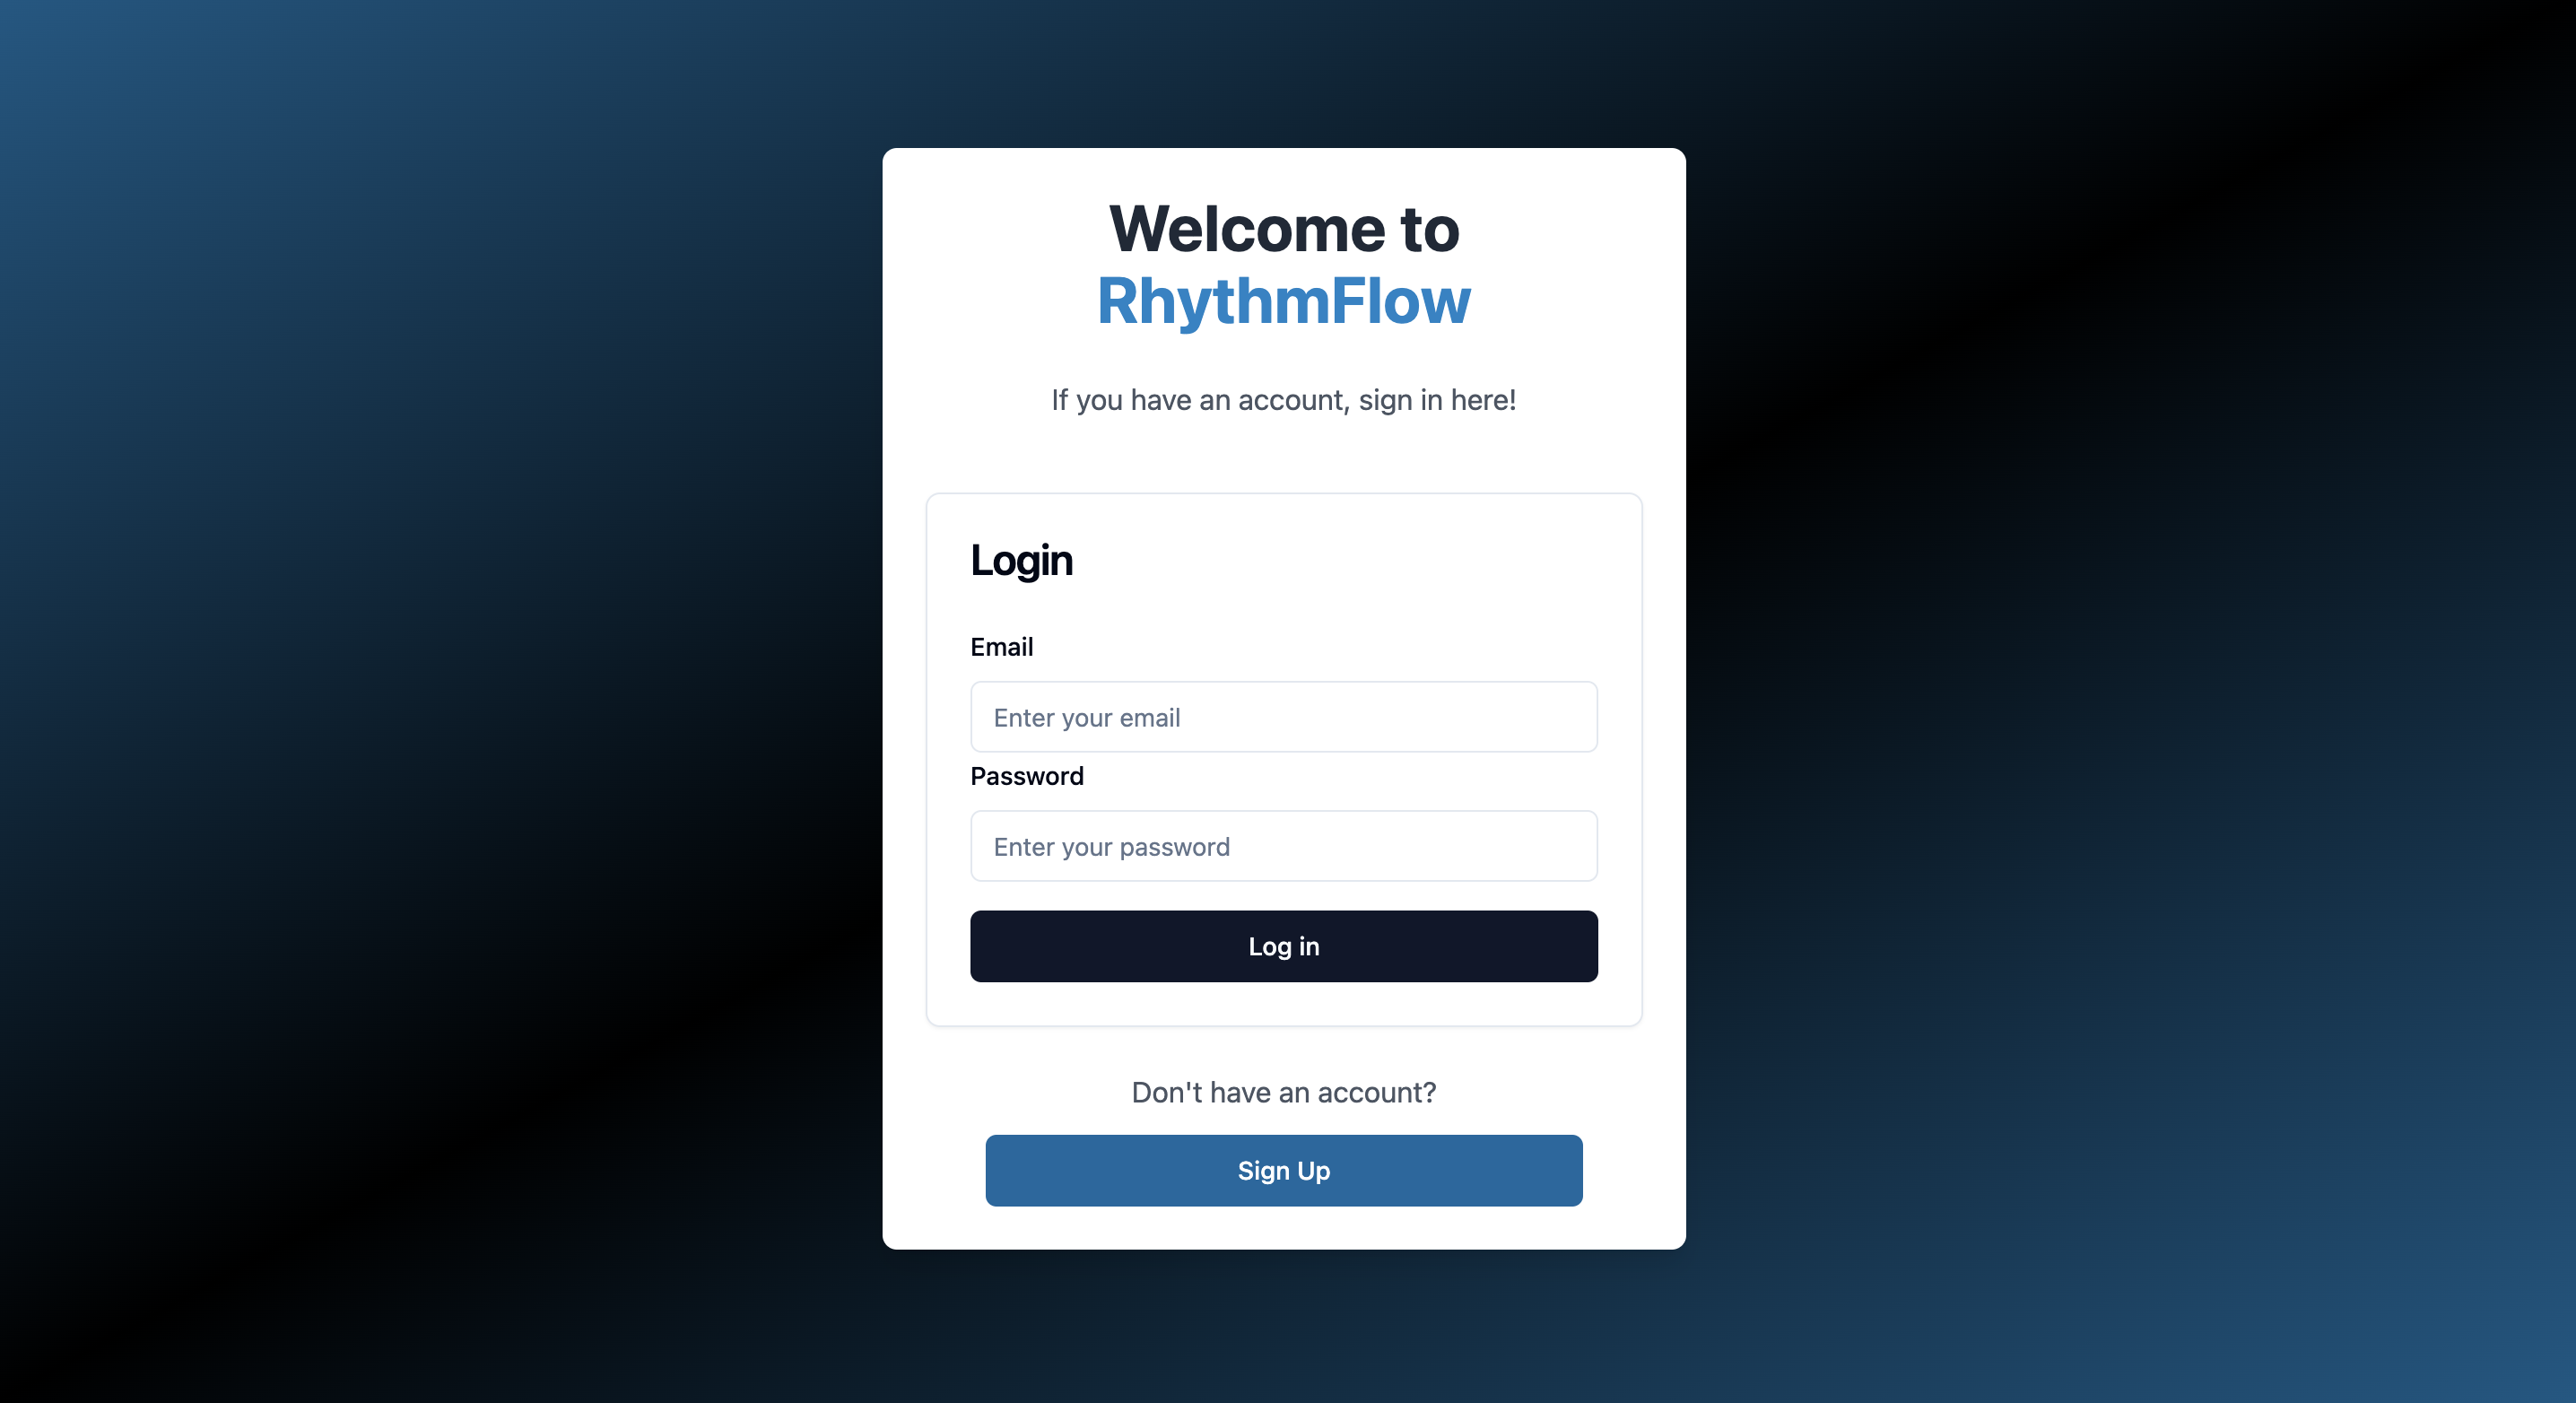 Welcome to
RhythmFlow
If you have an account, sign in here!
Login
Email
Enter your email
Password
Enter your password
Log in
Don't have an account?
Sign Up